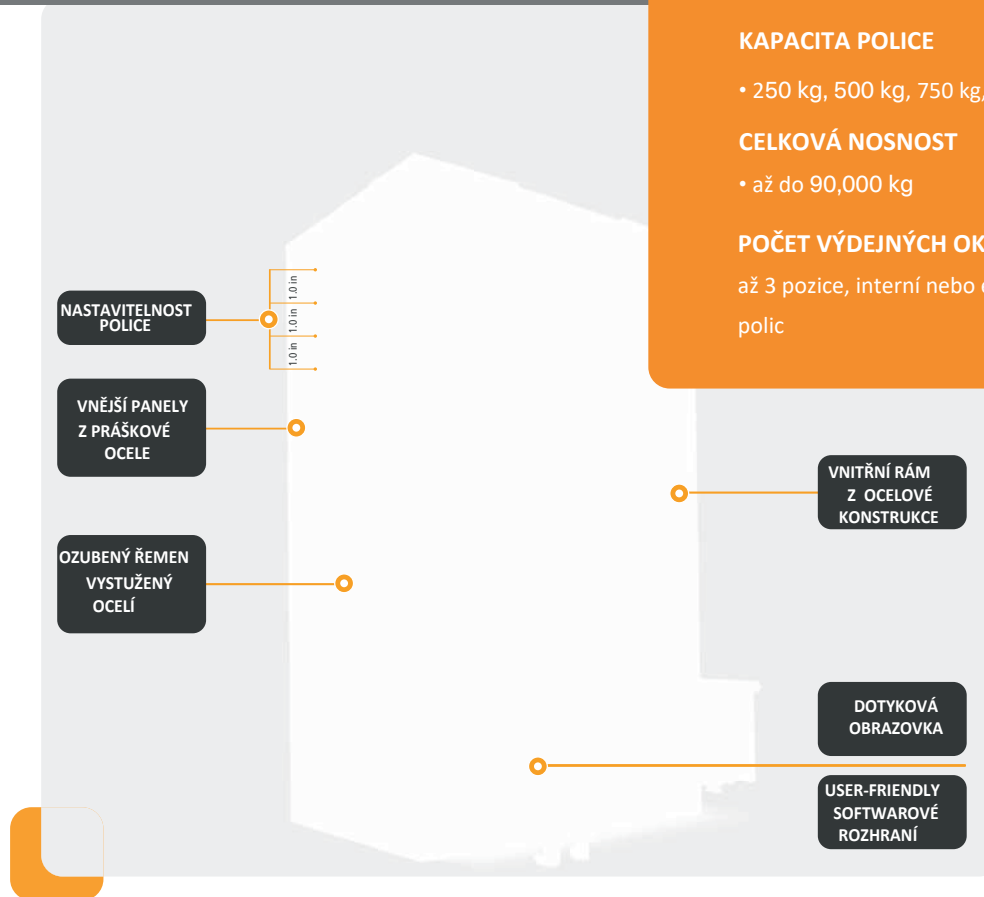 KAPACITA POLICE
• 250 kg, 500 kg, 750 kg,
CELKOVÁ NOSNOST
• až do 90,000 kg
POČET VÝDEJNÝCH OK
až 3 pozice, interní nebo
polic
NASTAVITELNOST
POLICE
1.0 in
1.0 in
1.0 in
VNĚJŠÍ PANELY
Z PRÁŠKOVÉ
OCELE
OZUBENÝ ŘEMEN
VYSTUŽENÝ
OCELÍ
VNITŘNÍ RÁM
Z OCELOVÉ
KONSTRUKCE
DOTYKOVÁ
OBRAZOVKA
USER-FRIENDLY
SOFTWAROVÉ
ROZHRANÍ